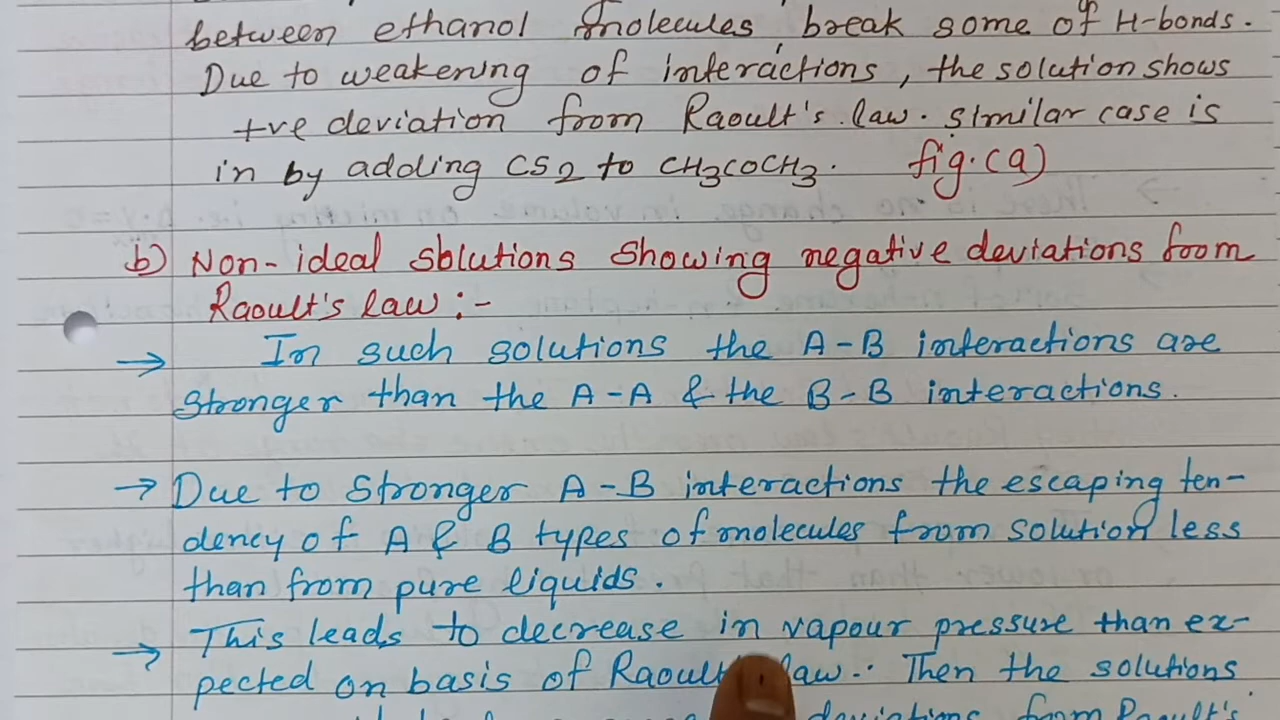 between ethanol molecules, break some of H-bonds.
Due to weakening of interactions, the solution shows
+ve deviation from Raoult's law. similar case is
in by adding CS2 to CH3COCH3. fig.(a)
b) Non-ideal solutions showing negative deviations from
Raoult's law :-
→ In such solutions the A-B interactions are
stronger than the A-A & the B-B interactions.
→ Due to stronger A-B interactions the escaping ten-
dency of A & B types of molecules from solution less
than from pure liquids.
→ This leads to decrease in vapour pressure than ex-
pected on basis of Raoult's law. Then the solutions
deviations from Raoult's